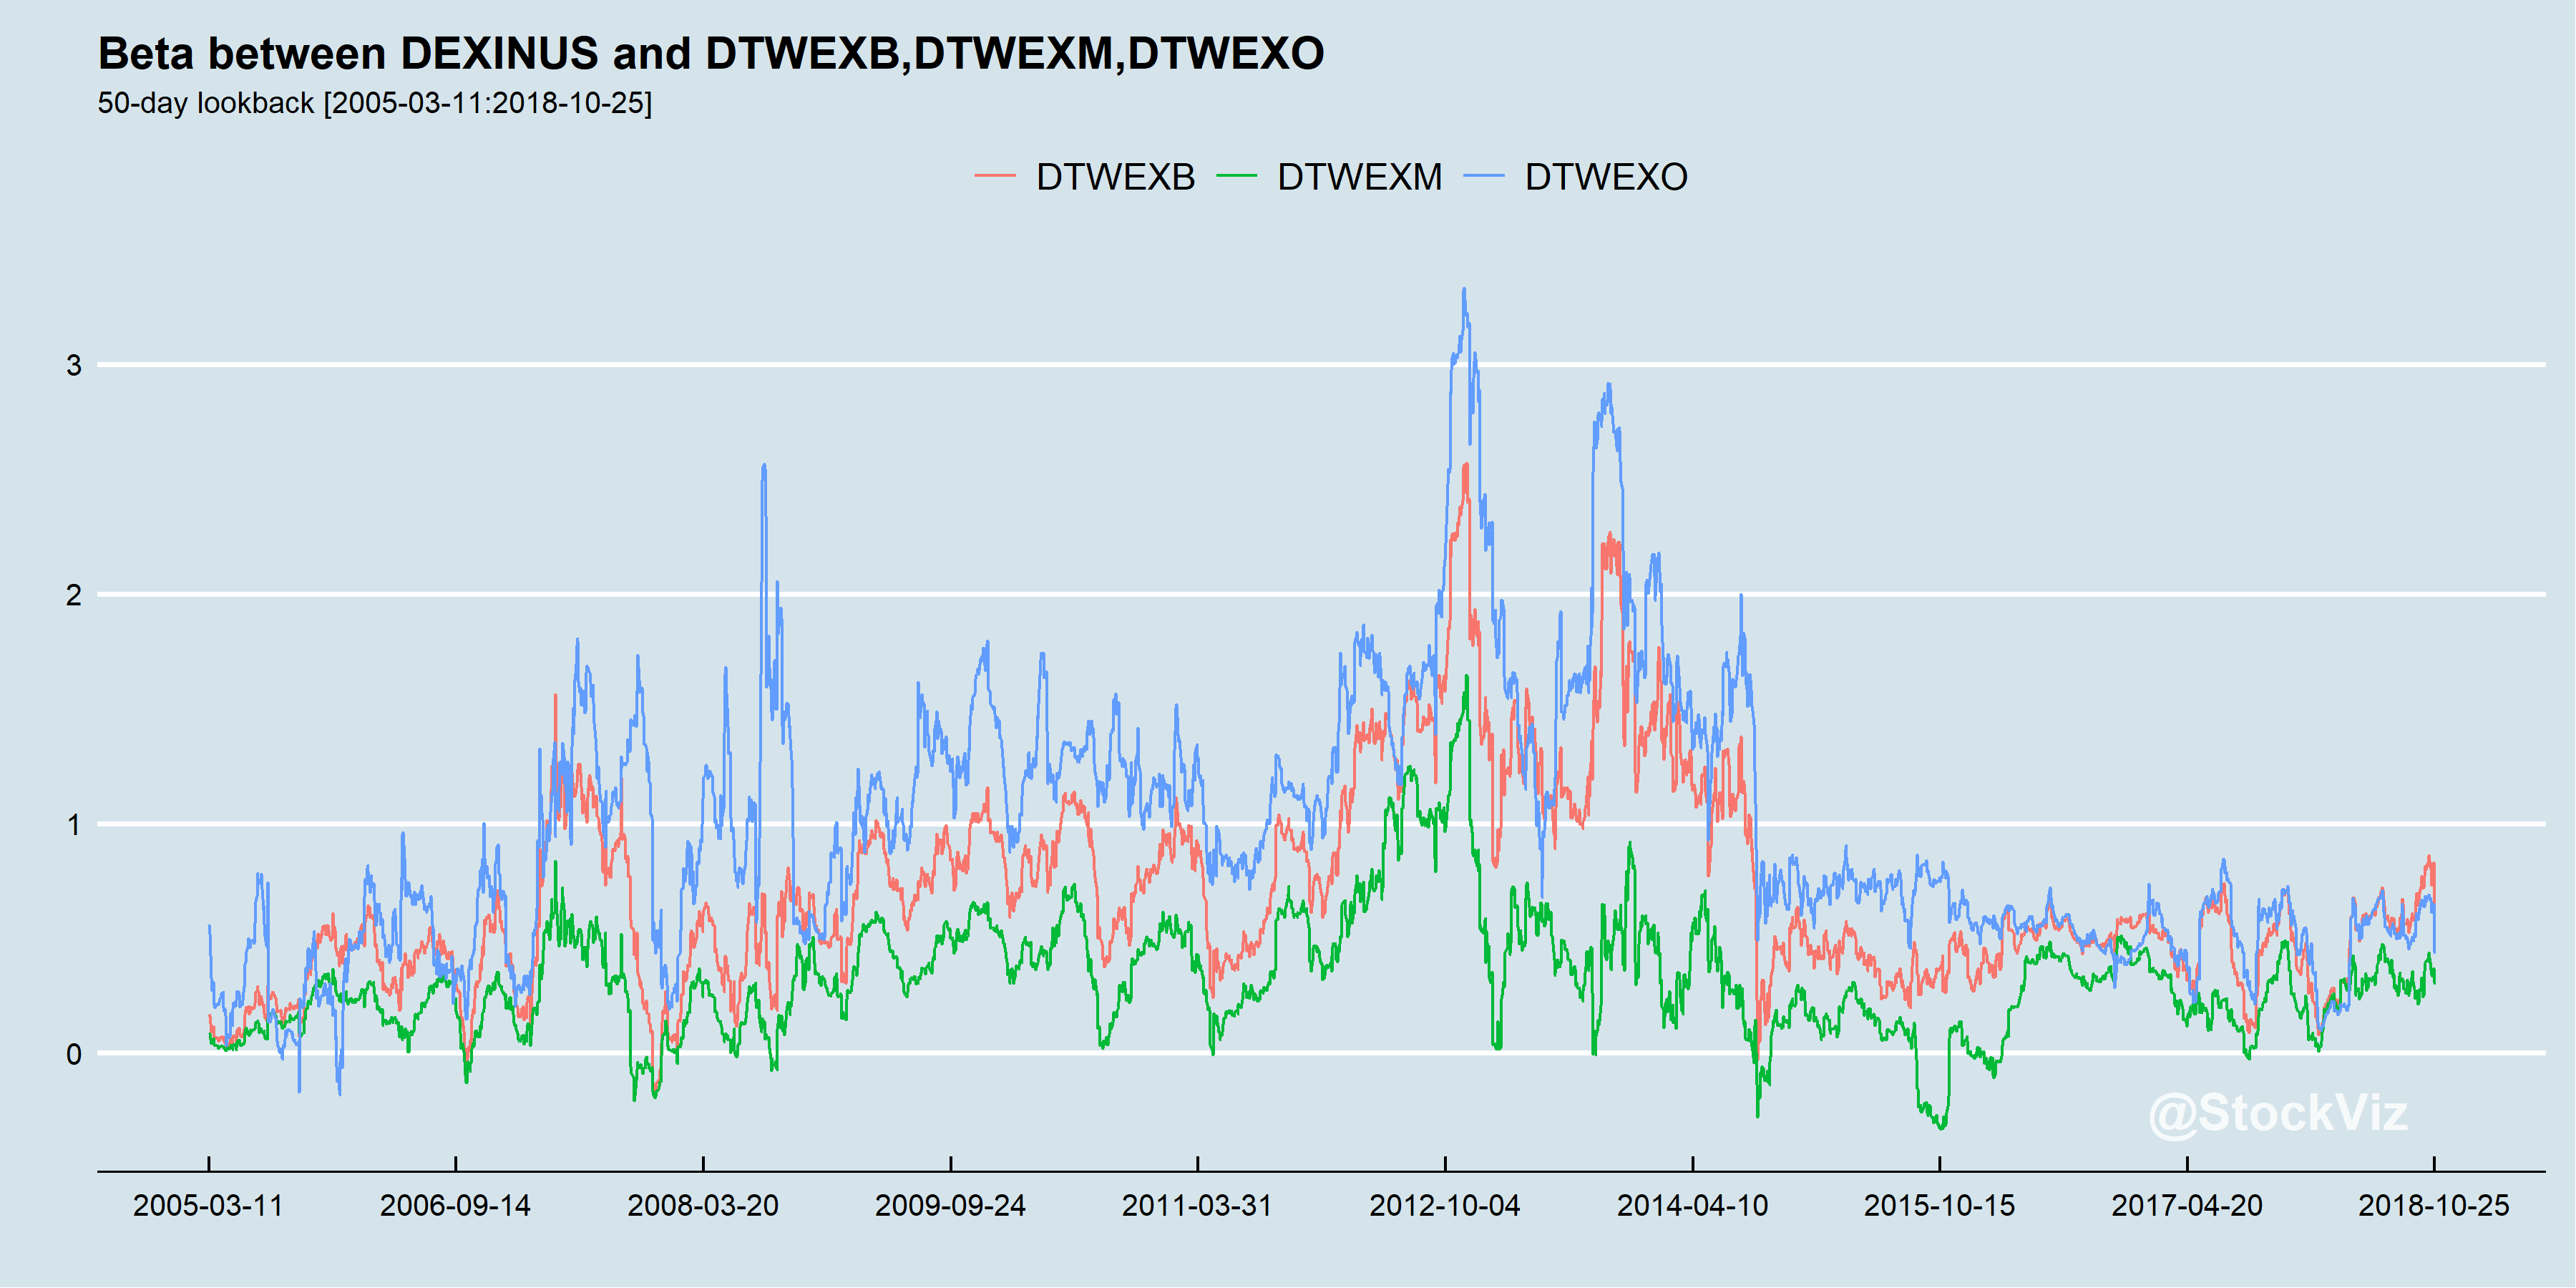 Beta between DEXINUS and DTWEXB,DTWEXM,DTWEXO
50-day lookback [2005-03-11:2018-10-25]
DTWEXB DTWEXM DTWEXO
3
2
1
0
@StockViz
2005-03-11 2006-09-14 2008-03-20 2009-09-24 2011-03-31 2012-10-04 2014-04-10 2015-10-15 2017-04-20 2018-10-25